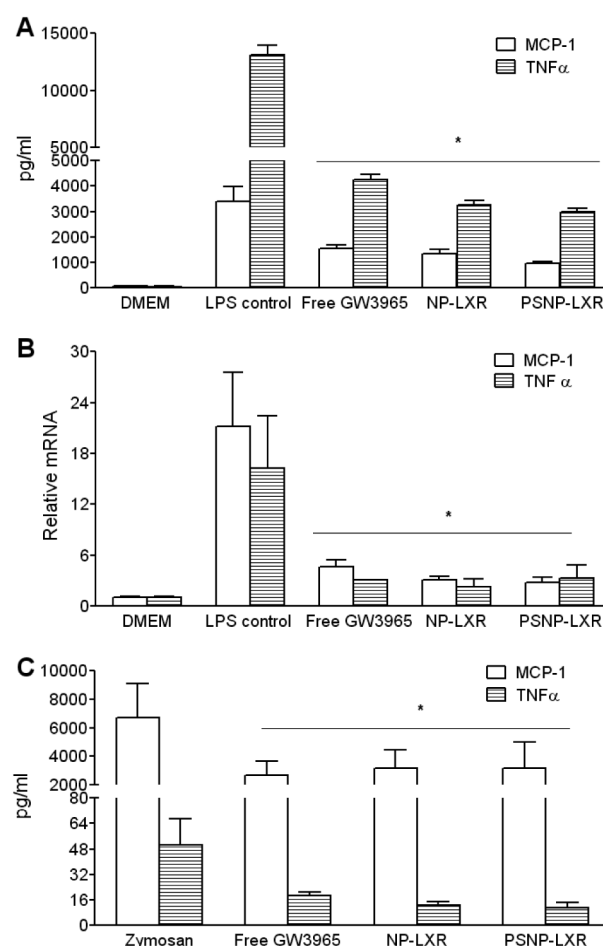 A
MCP-1
TNFα
15000
10000
5000
5000
4000
3000
2000
1000
0
pg/ml
*
DMEM LPS control Free GW3965 NP-LXR PSNP-LXR
B
MCP-1
TNF α
30
24
18
12
6
0
Relative mRNA
*
DMEM LPS control Free GW3965 NP-LXR PSNP-LXR
C
MCP-1
TNFα
10000
8000
6000
4000
2000
80
64
48
32
16
0
pg/ml
*
Zymosan Free GW3965 NP-LXR PSNP-LXR